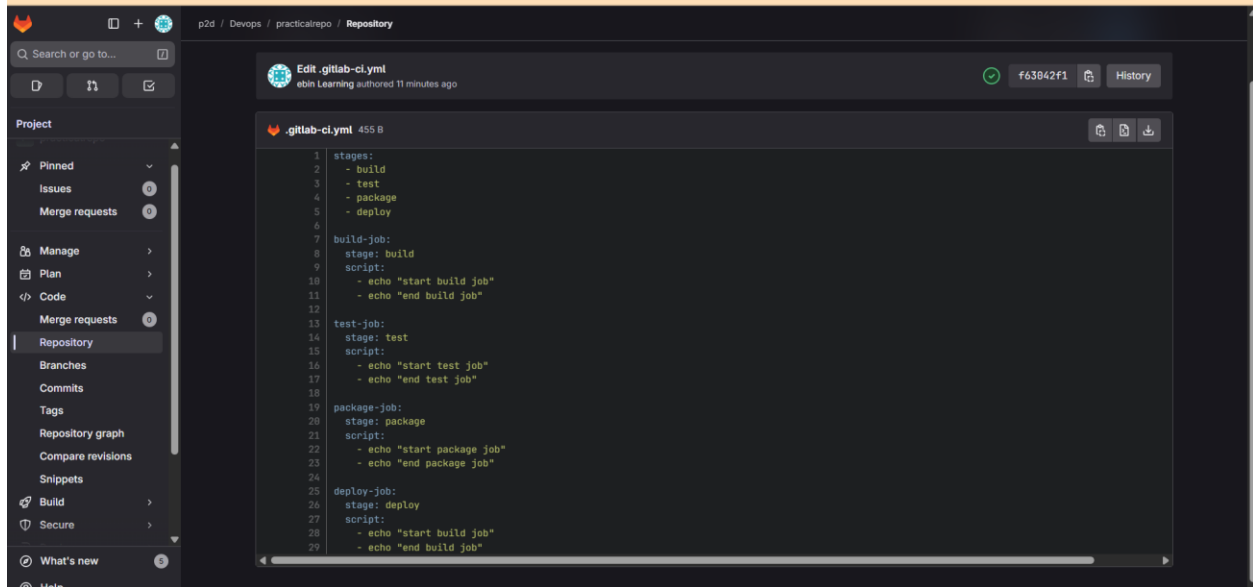 p2d / Devops / practicalrepo / Repository
Search or go to...
Project
Pinned
Issues 0
Merge requests 0
Manage
Plan
Code
Merge requests 0
Repository
Branches
Commits
Tags
Repository graph
Compare revisions
Snippets
Build
Secure
What's new 5
Help
Edit .gitlab-ci.yml
ebin Learning authored 11 minutes ago
f63042f1 History
.gitlab-ci.yml 455 B
1 stages:
2   - build
3   - test
4   - package
5   - deploy
6
7 build-job:
8   stage: build
9   script:
10     - echo "start build job"
11     - echo "end build job"
12
13 test-job:
14   stage: test
15   script:
16     - echo "start test job"
17     - echo "end test job"
18
19 package-job:
20   stage: package
21   script:
22     - echo "start package job"
23     - echo "end package job"
24
25 deploy-job:
26   stage: deploy
27   script:
28     - echo "start build job"
29     - echo "end build job"